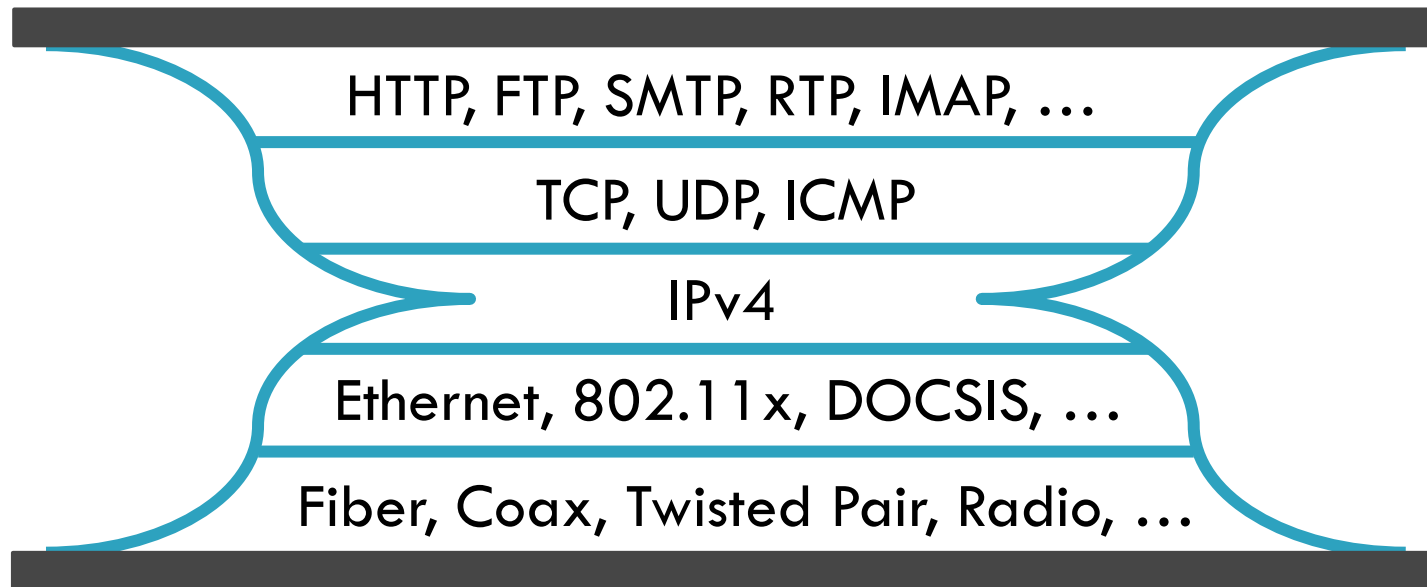 HTTP, FTP, SMTP, RTP, IMAP, …
TCP, UDP, ICMP
IPv4
Ethernet, 802.11x, DOCSIS, …
Fiber, Coax, Twisted Pair, Radio, …